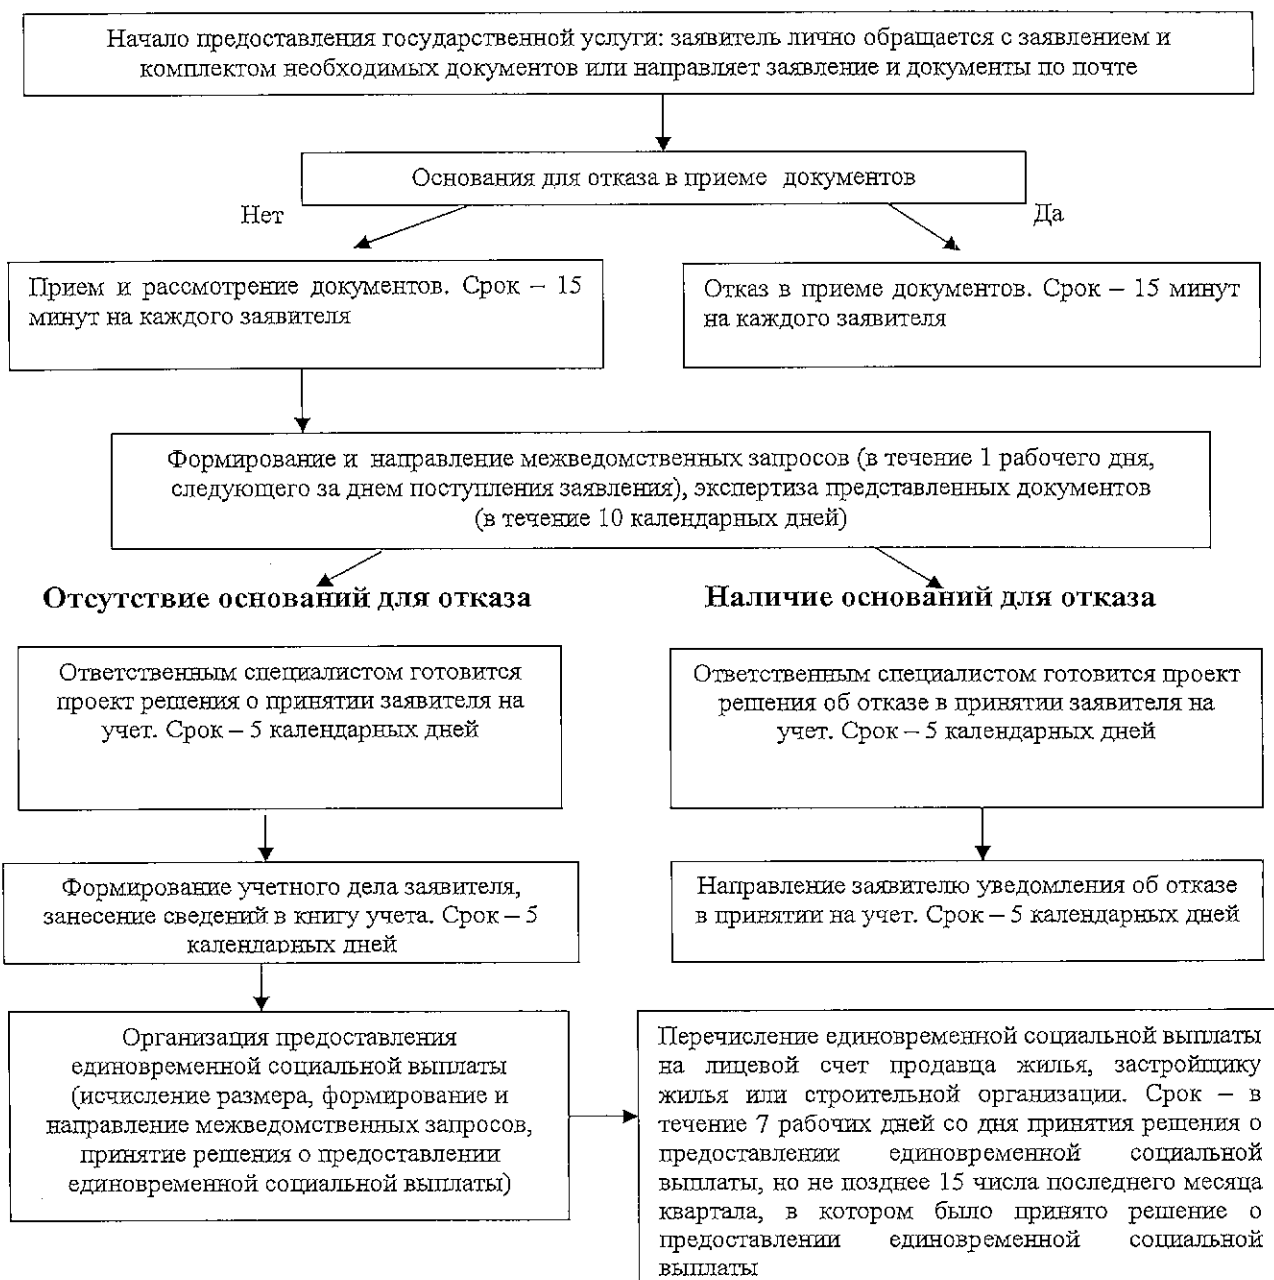 Начало предоставления государственной услуги: заявитель лично обращается с заявлением и
комплектом необходимых документов или направляет заявление и документы по почте
Основания для отказа в приеме документов
Нет
Да
Прием и рассмотрение документов. Срок – 15
минут на каждого заявителя
Отказ в приеме документов. Срок – 15 минут
на каждого заявителя
Формирование и направление межведомственных запросов (в течение 1 рабочего дня,
следующего за днем поступления заявления), экспертиза представленных документов
(в течение 10 календарных дней)
Отсутствие оснований для отказа
Наличие оснований для отказа
Ответственным специалистом готовится
проект решения о принятии заявителя на
учет. Срок – 5 календарных дней
Ответственным специалистом готовится проект
решения об отказе в принятии заявителя на
учет. Срок – 5 календарных дней
Формирование учетного дела заявителя,
занесение сведений в книгу учета. Срок – 5
календарных дней
Направление заявителю уведомления об отказе
в принятии на учет. Срок – 5 календарных дней
Организация предоставления
единовременной социальной выплаты
(исчисление размера, формирование и
направление межведомственных запросов,
принятие решения о предоставлении
единовременной социальной выплаты)
Перечисление единовременной социальной выплаты
на лицевой счет продавца жилья, застройщику
жилья или строительной организации. Срок – в
течение 7 рабочих дней со дня принятия решения о
предоставлении единовременной социальной
выплаты, но не позднее 15 числа последнего месяца
квартала, в котором было принято решение о
предоставлении единовременной социальной
выплаты